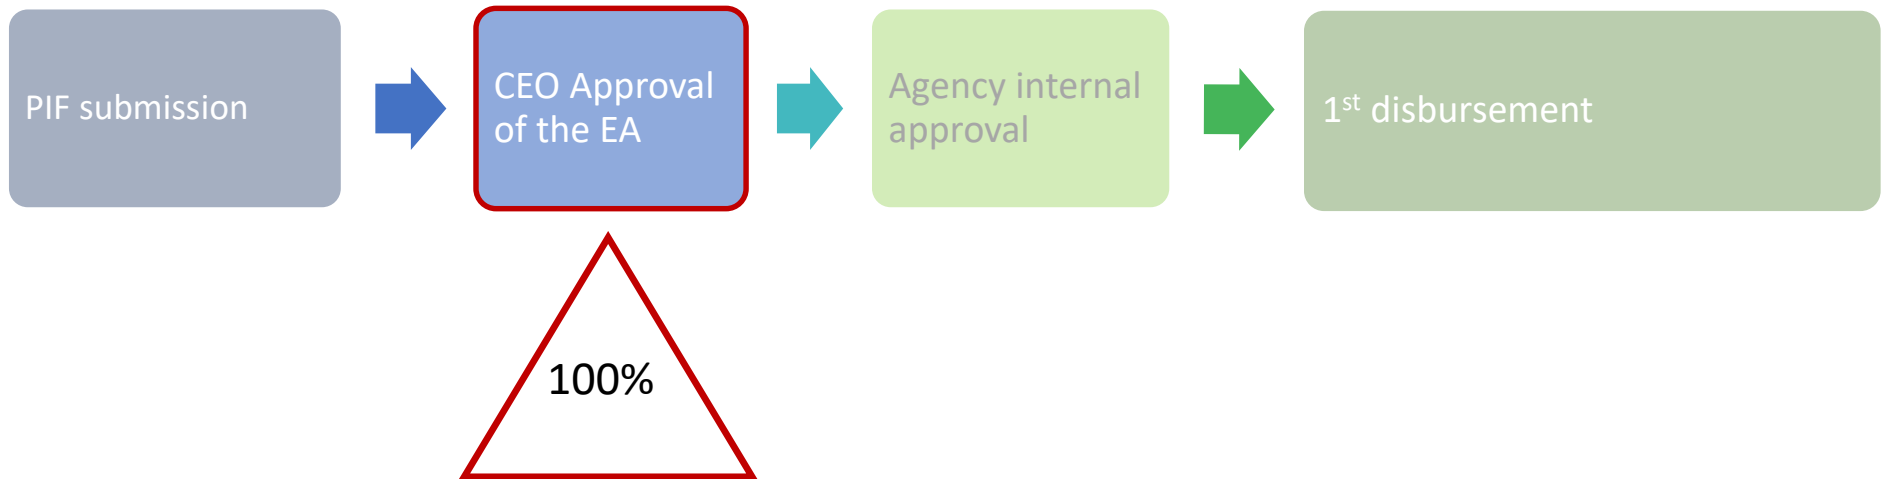 PIF submission
CEO Approval
of the EA
Agency internal
approval
1st disbursement
100%